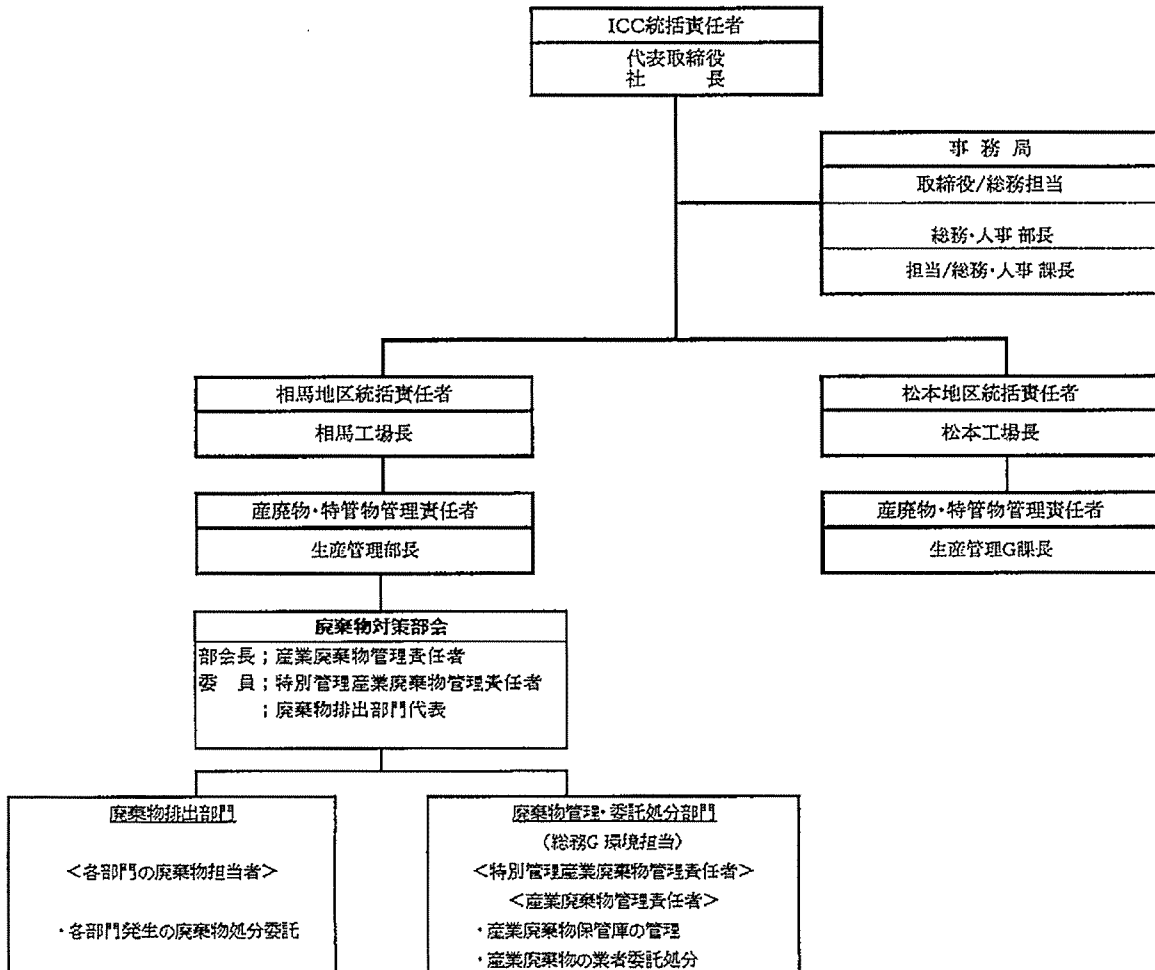 ICC統括責任者
代表取締役
社 長
事 務 局
取締役/総務担当
総務・人事 部長
担当/総務・人事 課長
相馬地区統括責任者
相馬工場長
松本地区統括責任者
松本工場長
産廃物・特管物管理責任者
生産管理部長
産廃物・特管物管理責任者
生産管理G課長
廃棄物対策部会
部会長；産業廃棄物管理責任者
委 員；特別管理産業廃棄物管理責任者
；廃棄物排出部門代表
廃棄物排出部門
＜各部門の廃棄物担当者＞
・各部門発生の廃棄物処分委託
廃棄物管理・委託処分部門
(総務G 環境担当)
＜特別管理産業廃棄物管理責任者＞
＜産業廃棄物管理責任者＞
・産業廃棄物保管庫の管理
・産業廃棄物の業者委託処分